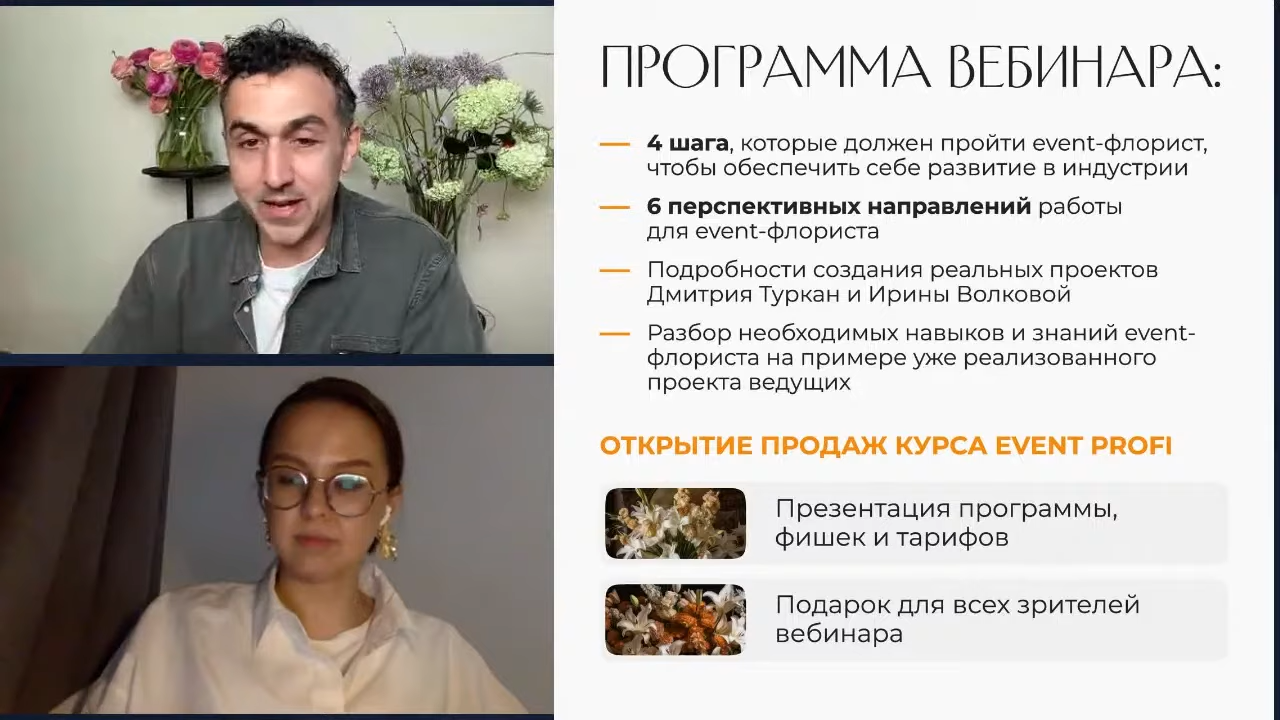 ПРОГРАММА ВЕБИНАРА:
— 4 шага, которые должен пройти event-флорист,
чтобы обеспечить себе развитие в индустрии
— 6 перспективных направлений работы
для event-флориста
— Подробности создания реальных проектов
Дмитрия Туркан и Ирины Волковой
— Разбор необходимых навыков и знаний event-
флориста на примере уже реализованного
проекта ведущих
ОТКРЫТИЕ ПРОДАЖ КУРСА EVENT PROFI
Презентация программы,
фишек и тарифов
Подарок для всех зрителей
вебинара